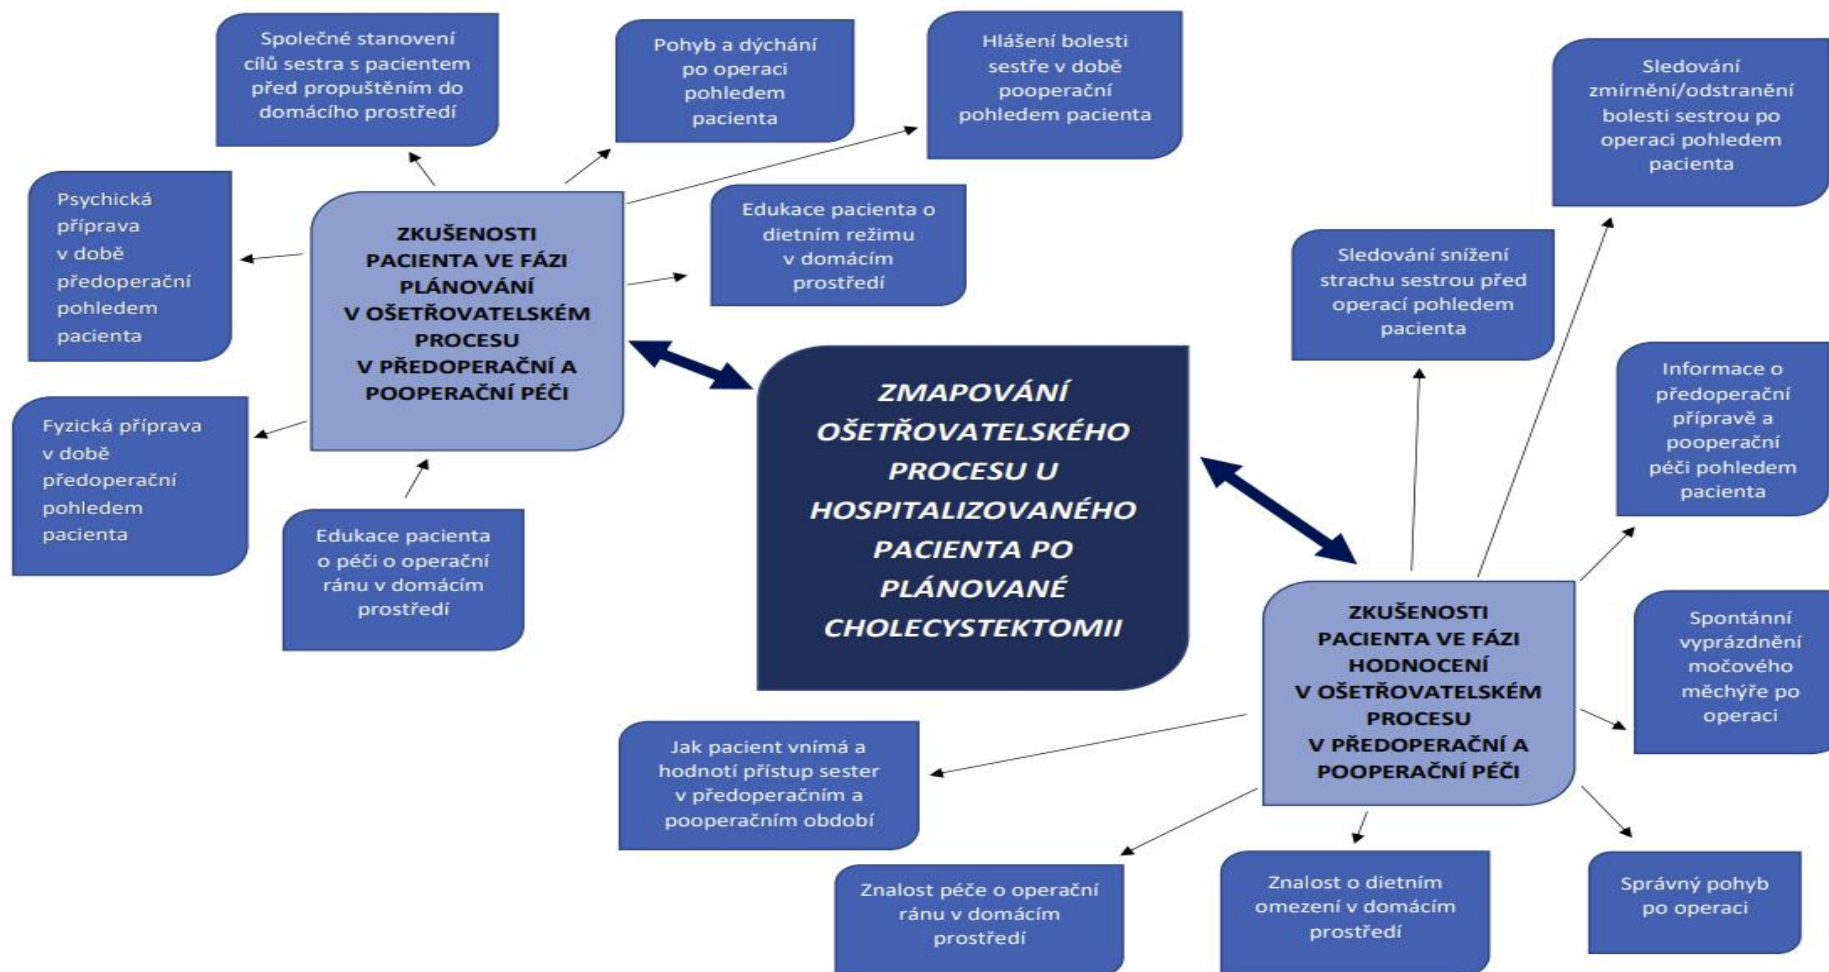 Společné stanovení
cílů sestra s pacientem
před propuštěním do
domácího prostředí
Pohyb a dýchání
po operaci
pohledem
pacienta
Hlášení bolesti
sestře v době
pooperační
pohledem pacienta
Sledování
zmírnění/odstranění
bolesti sestrou po
operaci pohledem
pacienta
Psychická
příprava
v době
předoperační
pohledem
pacienta
ZKUŠENOSTI
PACIENTA VE FÁZI
PLÁNOVÁNÍ
V OŠETŘOVATELSKÉM
PROCESU
V PŘEDOPERAČNÍ A
POOPERAČNÍ PÉČI
Edukace pacienta o
dietním režimu
v domácím
prostředí
Sledování snížení
strachu sestrou před
operací pohledem
pacienta
Fyzická příprava
v době
předoperační
pohledem
pacienta
Edukace pacienta
o péči o operační
ránu v domácím
prostředí
ZMAPOVÁNÍ
OŠETŘOVATELSKÉHO
PROCESU U
HOSPITALIZOVANÉHO
PACIENTA PO
PLÁNOVANÉ
CHOLECYSTEKTOMII
Informace o
předoperační
přípravě a
pooperační
péči pohledem
pacienta
ZKUŠENOSTI
PACIENTA VE FÁZI
HODNOCENÍ
V OŠETŘOVATELSKÉM
PROCESU
V PŘEDOPERAČNÍ A
POOPERAČNÍ PÉČI
Spontánní
vyprázdnění
močového
měchýře po
operaci
Jak pacient vnímá a
hodnotí přístup sester
v předoperačním a
pooperačním období
Znalost péče o operační
ránu v domácím
prostředí
Znalost o dietním
omezení v domácím
prostředí
Správný pohyb
po operaci